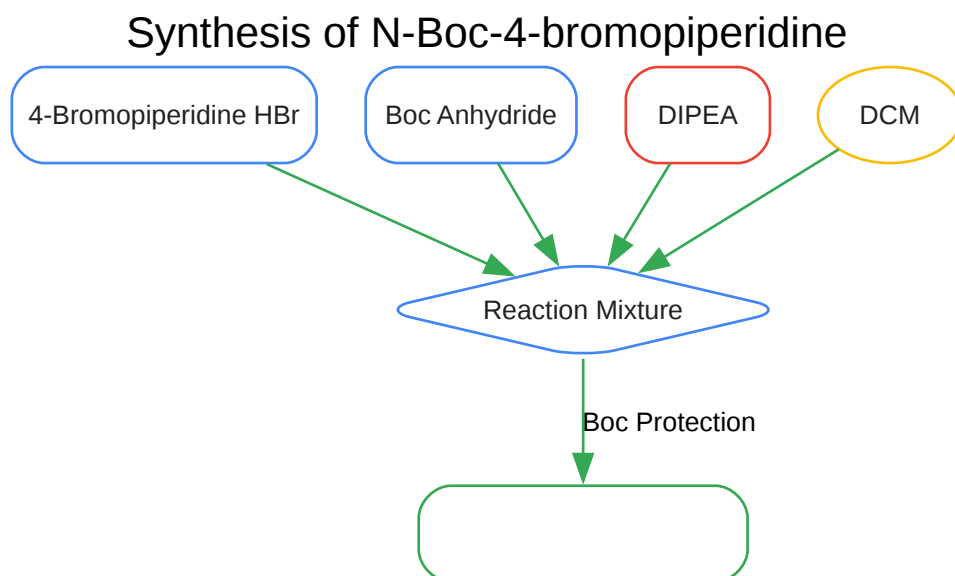 Synthesis of N-Boc-4-bromopiperidine
4-Bromopiperidine HBr
Boc Anhydride
DIPEA
DCM
Reaction Mixture
Boc Protection